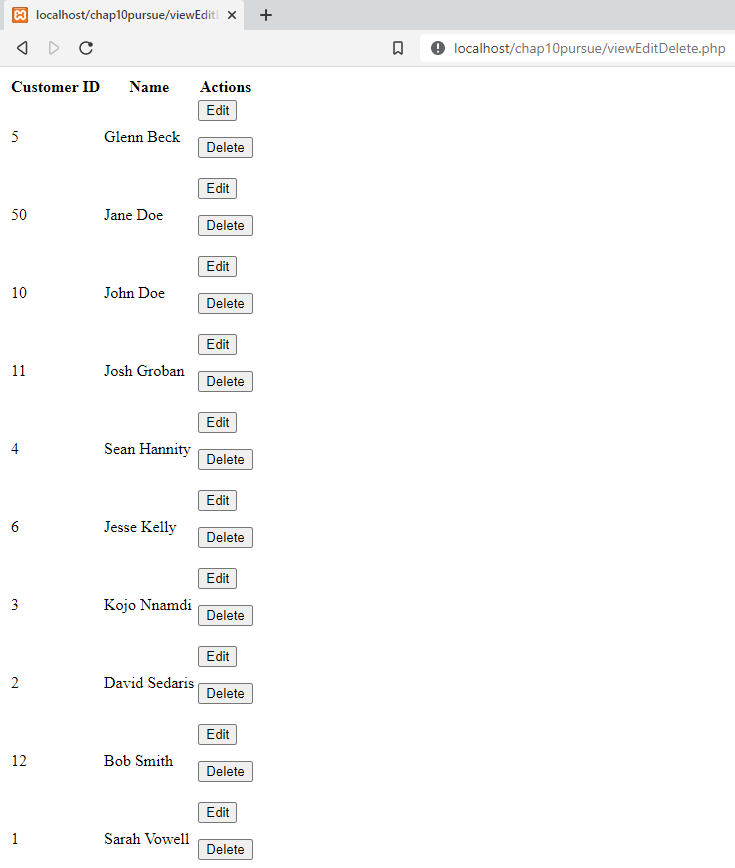 localhost/chap10pursue/viewEdit
localhost/chap10pursue/viewEditDelete.php
Customer ID Name Actions
Edit
5 Glenn Beck
Delete
Edit
50 Jane Doe
Delete
Edit
10 John Doe
Delete
Edit
11 Josh Groban
Delete
Edit
4 Sean Hannity
Delete
Edit
6 Jesse Kelly
Delete
Edit
3 Kojo Nnamdi
Delete
Edit
2 David Sedaris
Delete
Edit
12 Bob Smith
Delete
Edit
1 Sarah Vowell
Delete